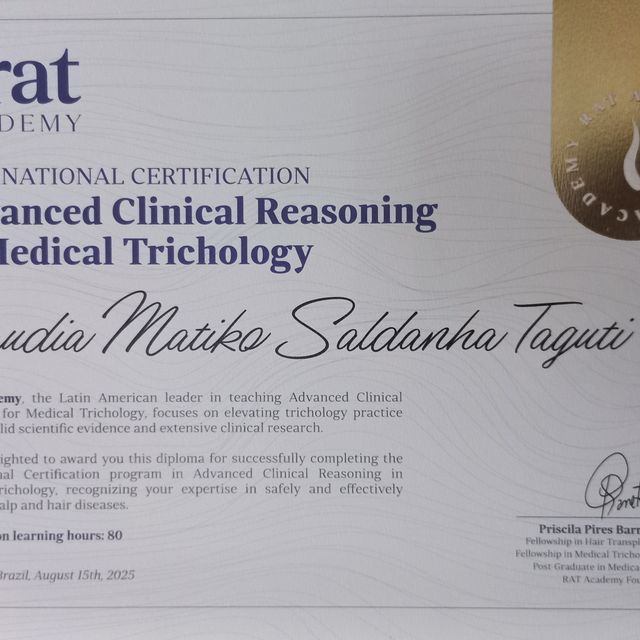 rat
ADEMY
RNATIONAL CERTIFICATION
anced Clinical Reasoning
Medical Trichology
udia Matiko Saldanha Taguti
emy, the Latin American leader in teaching Advanced Clinical
for Medical Trichology, focuses on elevating trichology practice
lid scientific evidence and extensive clinical research.
ighted to award you this diploma for successfully completing the
nal Certification program in Advanced Clinical Reasoning in
richology, recognizing your expertise in safely and effectively
alp and hair diseases.
on learning hours: 80
Brazil, August 15th, 2025
RAT
ACADEMY
Priscila Pires Barr
Fellowship in Hair Transpl
Fellowship in Medical Tricho
Post Graduate in Medica
RAT Academy Fou